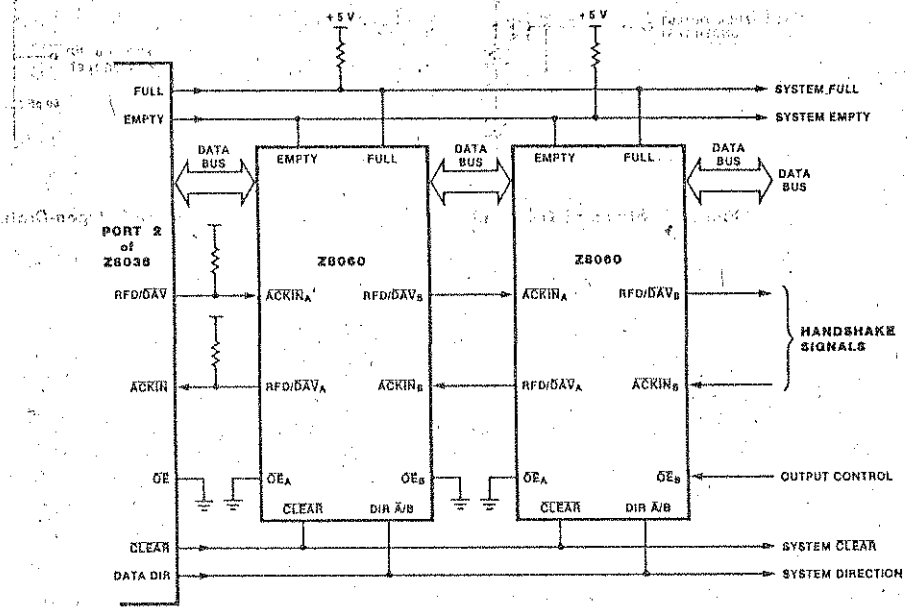 +5V
+5V
FULL
SYSTEM FULL
EMPTY
SYSTEM EMPTY
DATA BUS
EMPTY
FULL
DATA BUS
EMPTY
FULL
DATA BUS
DATA BUS
PORT 2
of
Z8038
Z8060
Z8060
RFD/DAV
ACKINA
RFD/DAVB
ACKINA
RFD/DAVB
HANDSHAKE
SIGNALS
ACKIN
RFD/DAVA
ACKINB
RFD/DAVA
ACKINB
OE
OEA
OEB
OEA
OEB
OUTPUT CONTROL
CLEAR
DIR A/B
CLEAR
DIR A/B
CLEAR
SYSTEM CLEAR
DATA DIR
SYSTEM DIRECTION